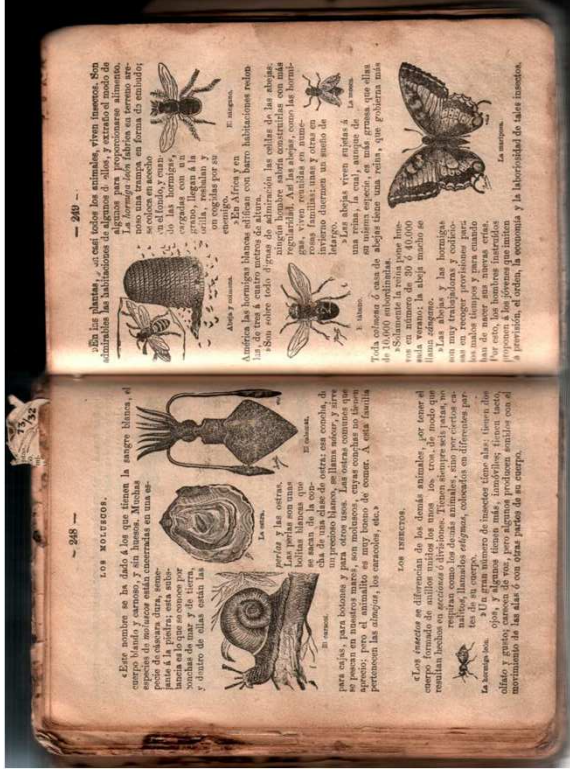 — 248 —
LOS MOLUSCOS.
«Este nombre se ha dado á los que tienen la sangre blanca, el
cuerpo blando y carnoso, y sin huesos. Muchas
especies de moluscos están encerradas en una es-
pecie de cáscara dura, seme-
jante á la piedra; esta subs-
tancia es lo que se conoce por
conchas de mar y de tierra,
y dentro de ellas están las
El caracol.
La ostra.
El calamar.
perlas y las ostras.
Las perlas son unas
bolitas blancas que
se sacan de la con-
cha de una clase de ostra: esa concha, de
un precioso blanco, se llama nácar, y sirve
para cajas, para botones y para otros usos. Las ostras comunes que
se pescan en nuestros mares, son moluscos, cuyas conchas no tienen
aprecio; pero el animalito es muy bueno de comer. A esta familia
pertenecen las almejas, los caracoles, etc.»
LOS INSECTOS.
«Los insectos se diferencian de los demás animales, por tener el
cuerpo formado de anillos unidos los unos á los otros, de modo que
resultan hechos en secciones ó divisiones. Tienen siempre seis patas, no
respiran como los demás animales, sino por ciertos ca-
nalitos, llamados estigmas, colocados en diferentes par-
tes de su cuerpo.
La hormiga-león.
»Un gran número de insectos tiene alas: tienen dos
ojos, y algunos tienen más, inmóviles; tienen tacto,
olfato y gusto; carecen de voz, pero algunos producen sonidos con el
movimiento de las alas ó con otras partes de su cuerpo.
— 249 —
»En las plantas, en casi todos los animales, viven insectos. Son
admirables las habitaciones de algunos de ellos, y extraño el modo de
algunos para proporcionarse alimento.
La hormiga-león fabrica en terreno are-
noso una trampa en forma de embudo;
se coloca en acecho
en el fondo, y cuan-
do las hormigas,
cargadas con un
grano, llegan á la
orilla, resbalan y
son cogidas por su
enemigo.
Abeja y colmena.
El zángano.
»En África y en
América las hormigas blancas edifican con barro habitaciones redon-
das, de tres á cuatro metros de altura.
»Son sobre todo dignas de admiración las celdas de las abejas;
ningún hombre sabría construirlas con más
regularidad. Así las abejas, como las hormi-
gas, viven reunidas en nume-
rosas familias: unas y otras en
invierno duermen un sueño de
letargo.
El tábano.
La mosca.
»Las abejas viven sujetas á
una reina, la cual, aunque de
su misma especie, es más gruesa que ellas
Toda colmena ó casa de abejas tiene una reina, que gobierna más
de 10.000 subordinadas.
»Solamente la reina pone hue-
vos en número de 30 á 40.000
cada verano: la abeja macho se
llama zángano.
»Las abejas y las hormigas
son muy trabajadoras y codicio-
sas en recoger provisiones para
los malos tiempos y para cuando
han de nacer sus nuevas crías.
Por esto, los hombres instruidos
proponen á los jóvenes que imiten
la previsión, el orden, la economía y la laboriosidad de tales insectos.
La mariposa.
73/32